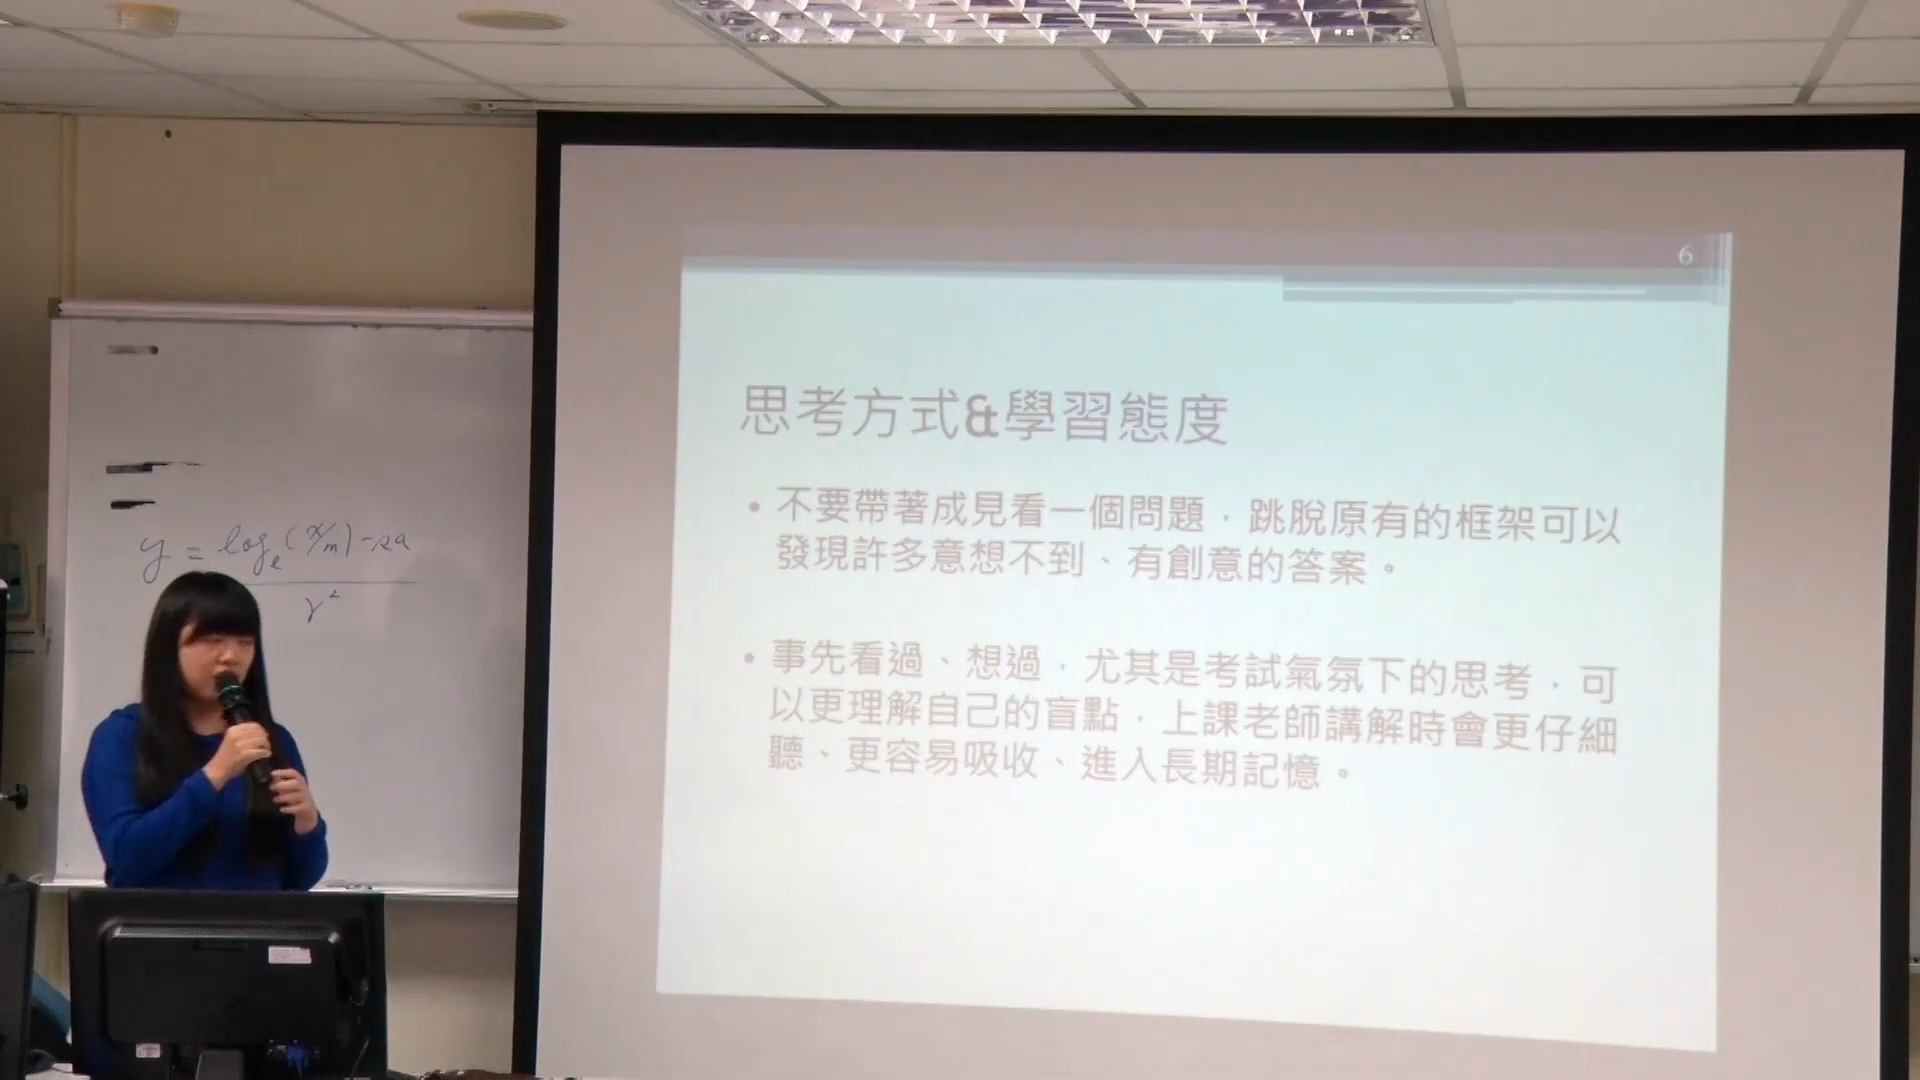 6
思考方式&學習態度
• 不要帶著成見看一個問題，跳脫原有的框架可以
發現許多意想不到、有創意的答案。
• 事先看過、想過，尤其是考試氣氛下的思考，可
以更理解自己的盲點，上課老師講解時會更仔細
聽、更容易吸收、進入長期記憶。
y = log_e(x/m)-sa
r²